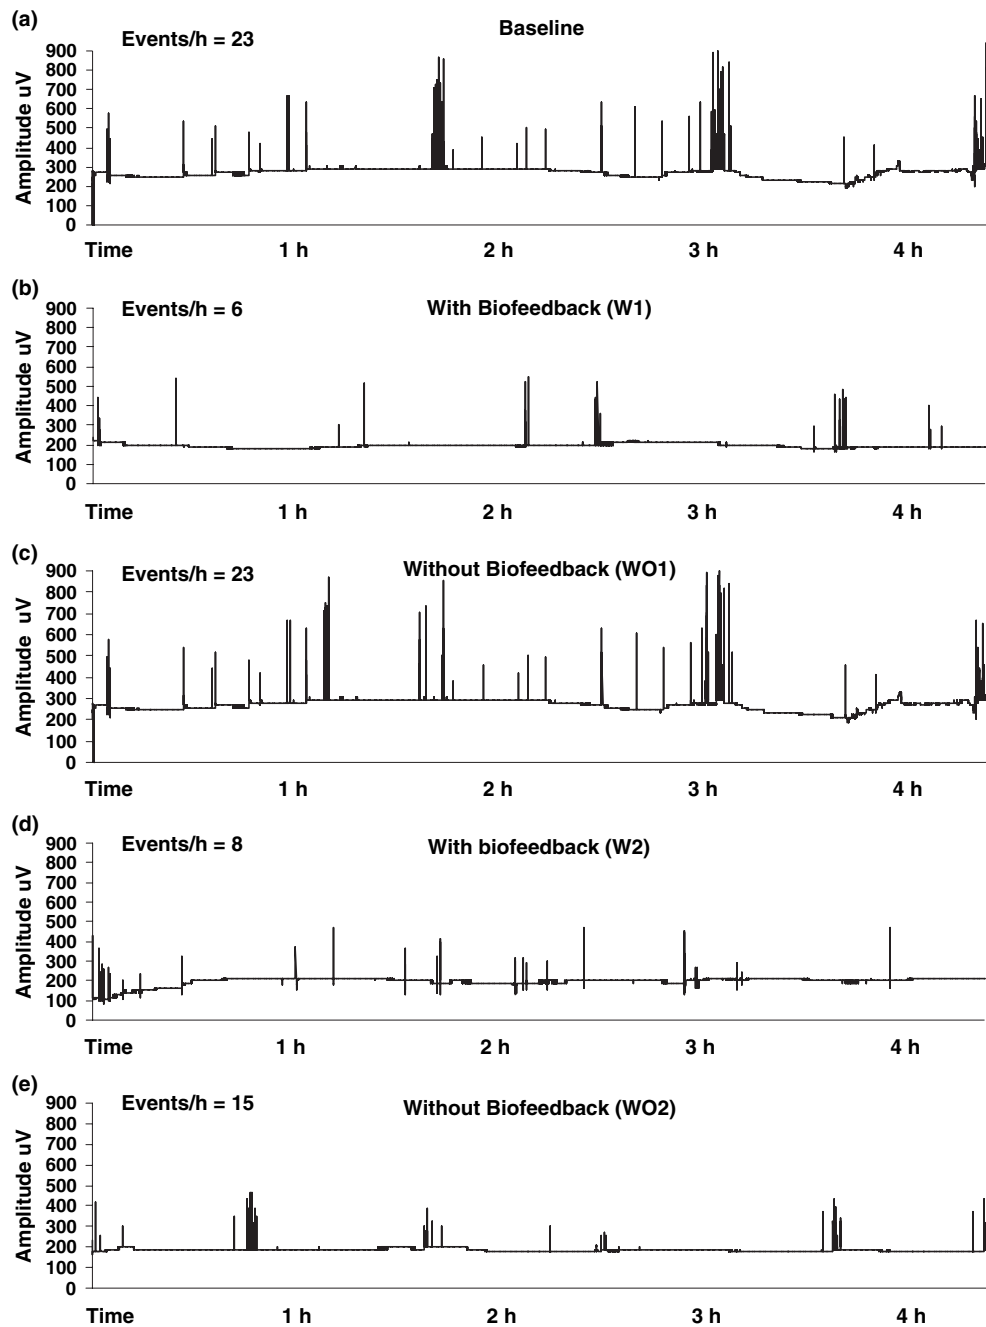 (a)
Baseline
Events/h = 23
Amplitude uV
900
800
700
600
500
400
300
200
100
0
Time 1 h 2 h 3 h 4 h
(b)
Events/h = 6
With Biofeedback (W1)
Amplitude uV
900
800
700
600
500
400
300
200
100
0
Time 1 h 2 h 3 h 4 h
(c)
Events/h = 23
Without Biofeedback (WO1)
Amplitude uV
900
800
700
600
500
400
300
200
100
0
Time 1 h 2 h 3 h 4 h
(d)
Events/h = 8
With biofeedback (W2)
Amplitude uV
900
800
700
600
500
400
300
200
100
0
Time 1 h 2 h 3 h 4 h
(e)
Events/h = 15
Without Biofeedback (WO2)
Amplitude uV
900
800
700
600
500
400
300
200
100
0
Time 1 h 2 h 3 h 4 h